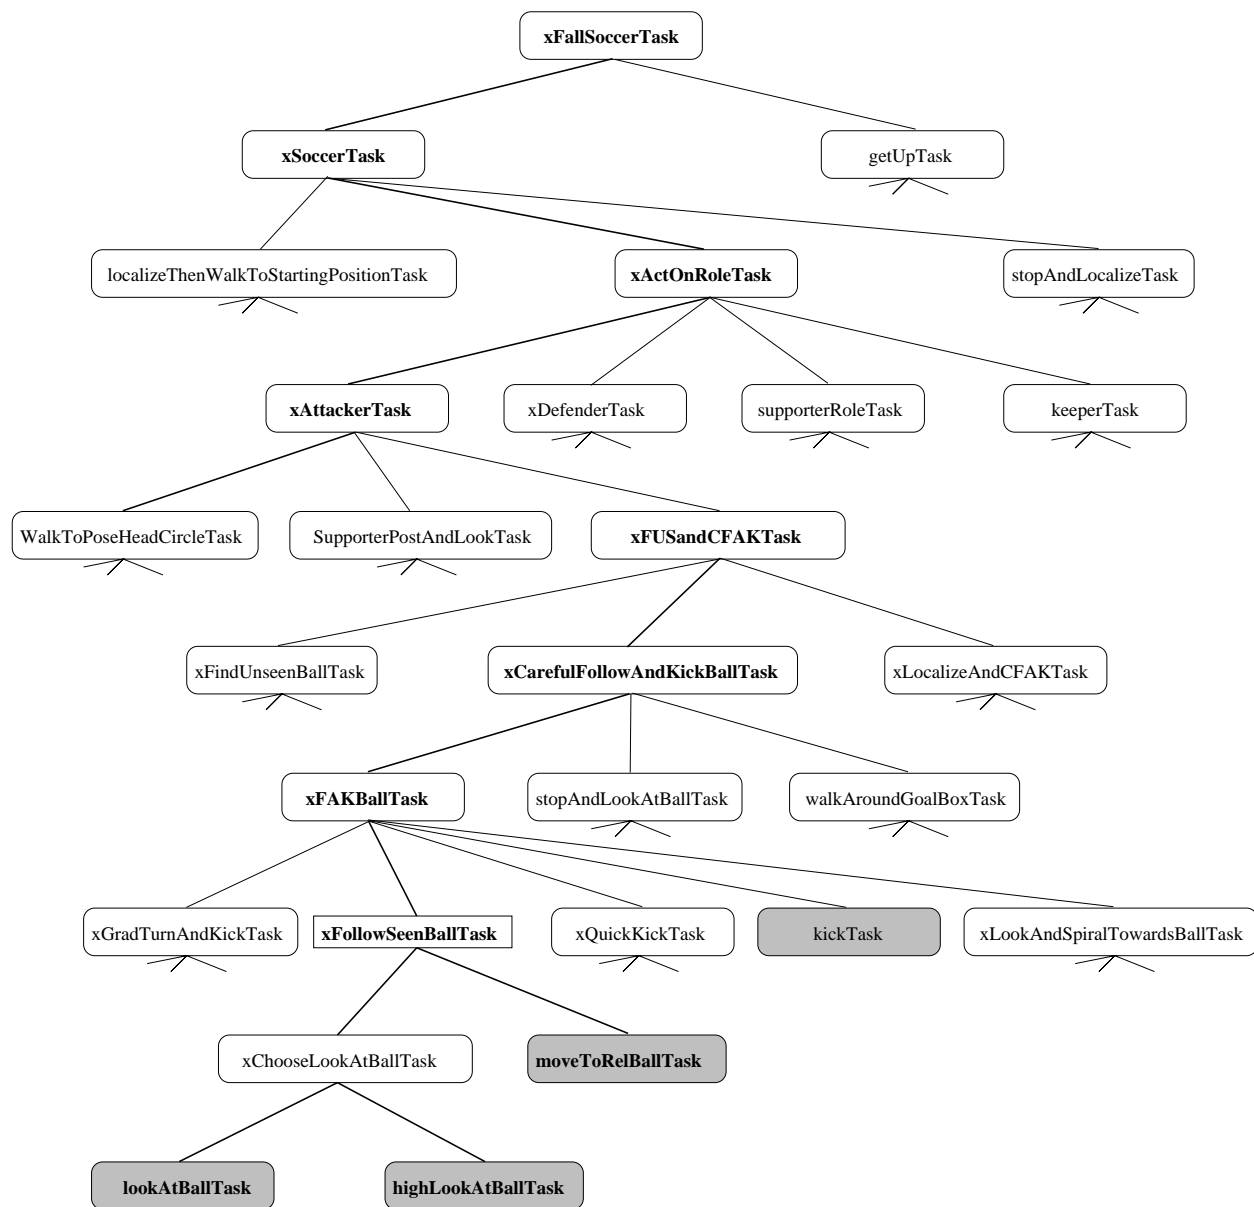 xFallSoccerTask
xSoccerTask
getUpTask
localizeThenWalkToStartingPositionTask
xActOnRoleTask
stopAndLocalizeTask
xAttackerTask
xDefenderTask
supporterRoleTask
keeperTask
WalkToPoseHeadCircleTask
SupporterPostAndLookTask
xFUSandCFAKTask
xFindUnseenBallTask
xCarefulFollowAndKickBallTask
xLocalizeAndCFAKTask
xFAKBallTask
stopAndLookAtBallTask
walkAroundGoalBoxTask
xGradTurnAndKickTask
xFollowSeenBallTask
xQuickKickTask
kickTask
xLookAndSpiralTowardsBallTask
xChooseLookAtBallTask
moveToRelBallTask
lookAtBallTask
highLookAtBallTask